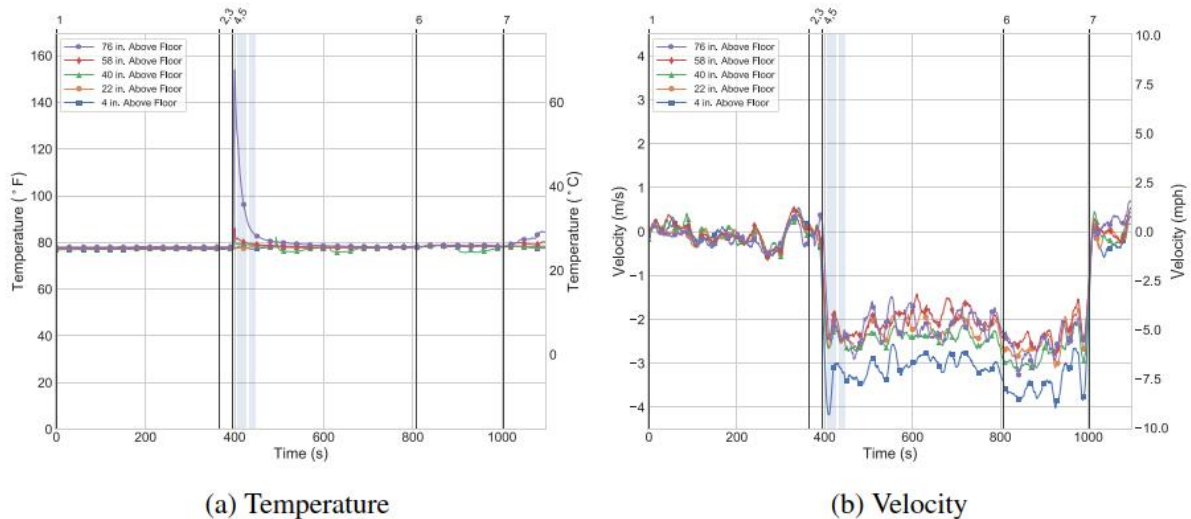 1 2,3 4,5 6 7
160
140
120
100
80
60
40
20
0
Temperature (°F)
76 in. Above Floor
58 in. Above Floor
40 in. Above Floor
22 in. Above Floor
4 in. Above Floor
60
40
20
0
Temperature (°C)
0 200 400 600 800 1000
Time (s)
(a) Temperature
1 2,3 4,5 6 7
4
3
2
1
0
−1
−2
−3
−4
Velocity (m/s)
76 in. Above Floor
58 in. Above Floor
40 in. Above Floor
22 in. Above Floor
4 in. Above Floor
10.0
7.5
5.0
2.5
0.0
−2.5
−5.0
−7.5
−10.0
Velocity (mph)
0 200 400 600 800 1000
Time (s)
(b) Velocity